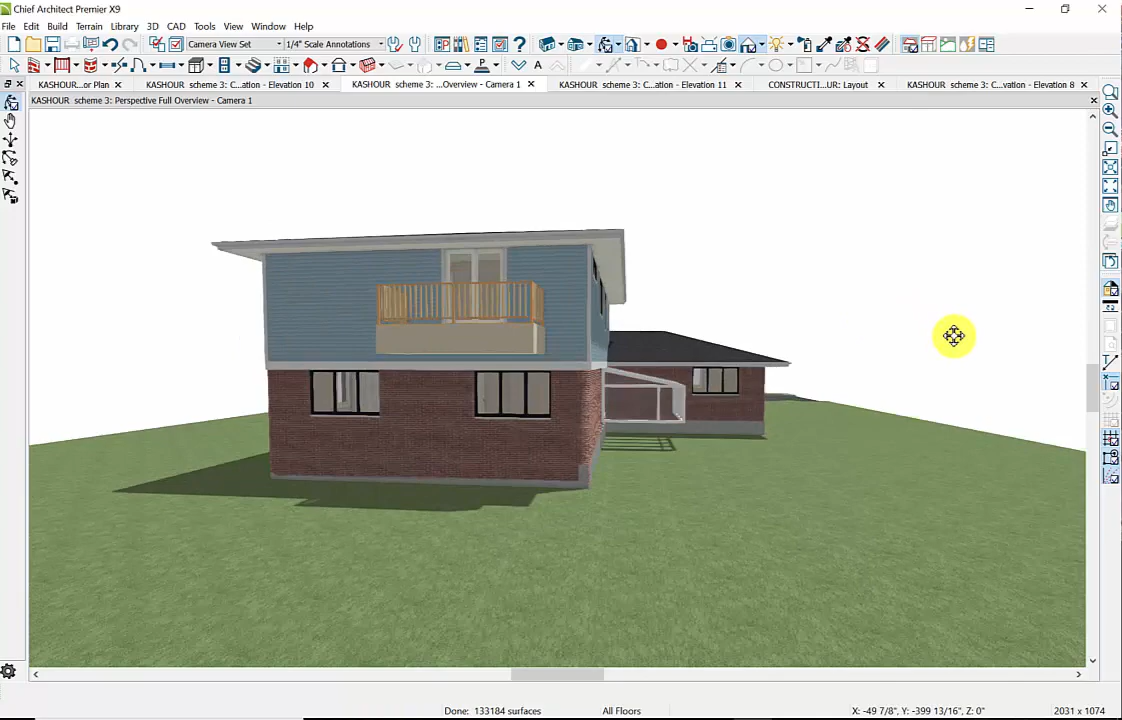 Chief Architect Premier X9
File Edit Build Terrain Library 3D CAD Tools View Window Help
Camera View Set 1/4" Scale Annotations
KASHOUR...or Plan KASHOUR scheme 3: C...ation - Elevation 10 KASHOUR scheme 3: ...Overview - Camera 1 KASHOUR scheme 3: C...ation - Elevation 11 CONSTRUCTI...UR: Layout KASHOUR scheme 3: C...vation - Elevation 8
KASHOUR scheme 3: Perspective Full Overview - Camera 1
Done: 133184 surfaces All Floors X: -49 7/8", Y: -399 13/16", Z: 0" 2031 x 1074